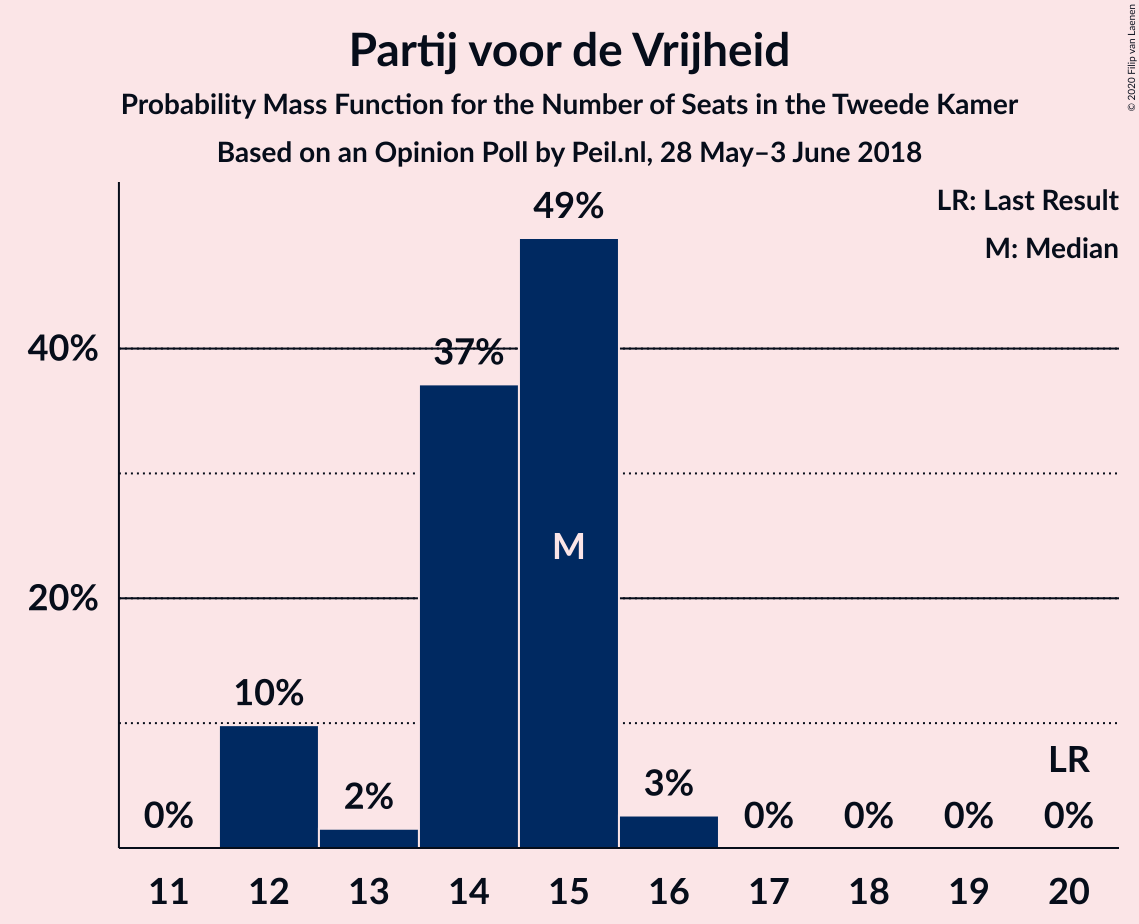 Partij voor de Vrijheid
Probability Mass Function for the Number of Seats in the Tweede Kamer
Based on an Opinion Poll by Peil.nl, 28 May–3 June 2018
© 2020 Filip van Laenen
LR: Last Result
M: Median
49%
40%
37%
M
20%
10%
LR
2%
3%
0%
0%
0%
0%
0%
11
12
13
14
15
16
17
18
19
20